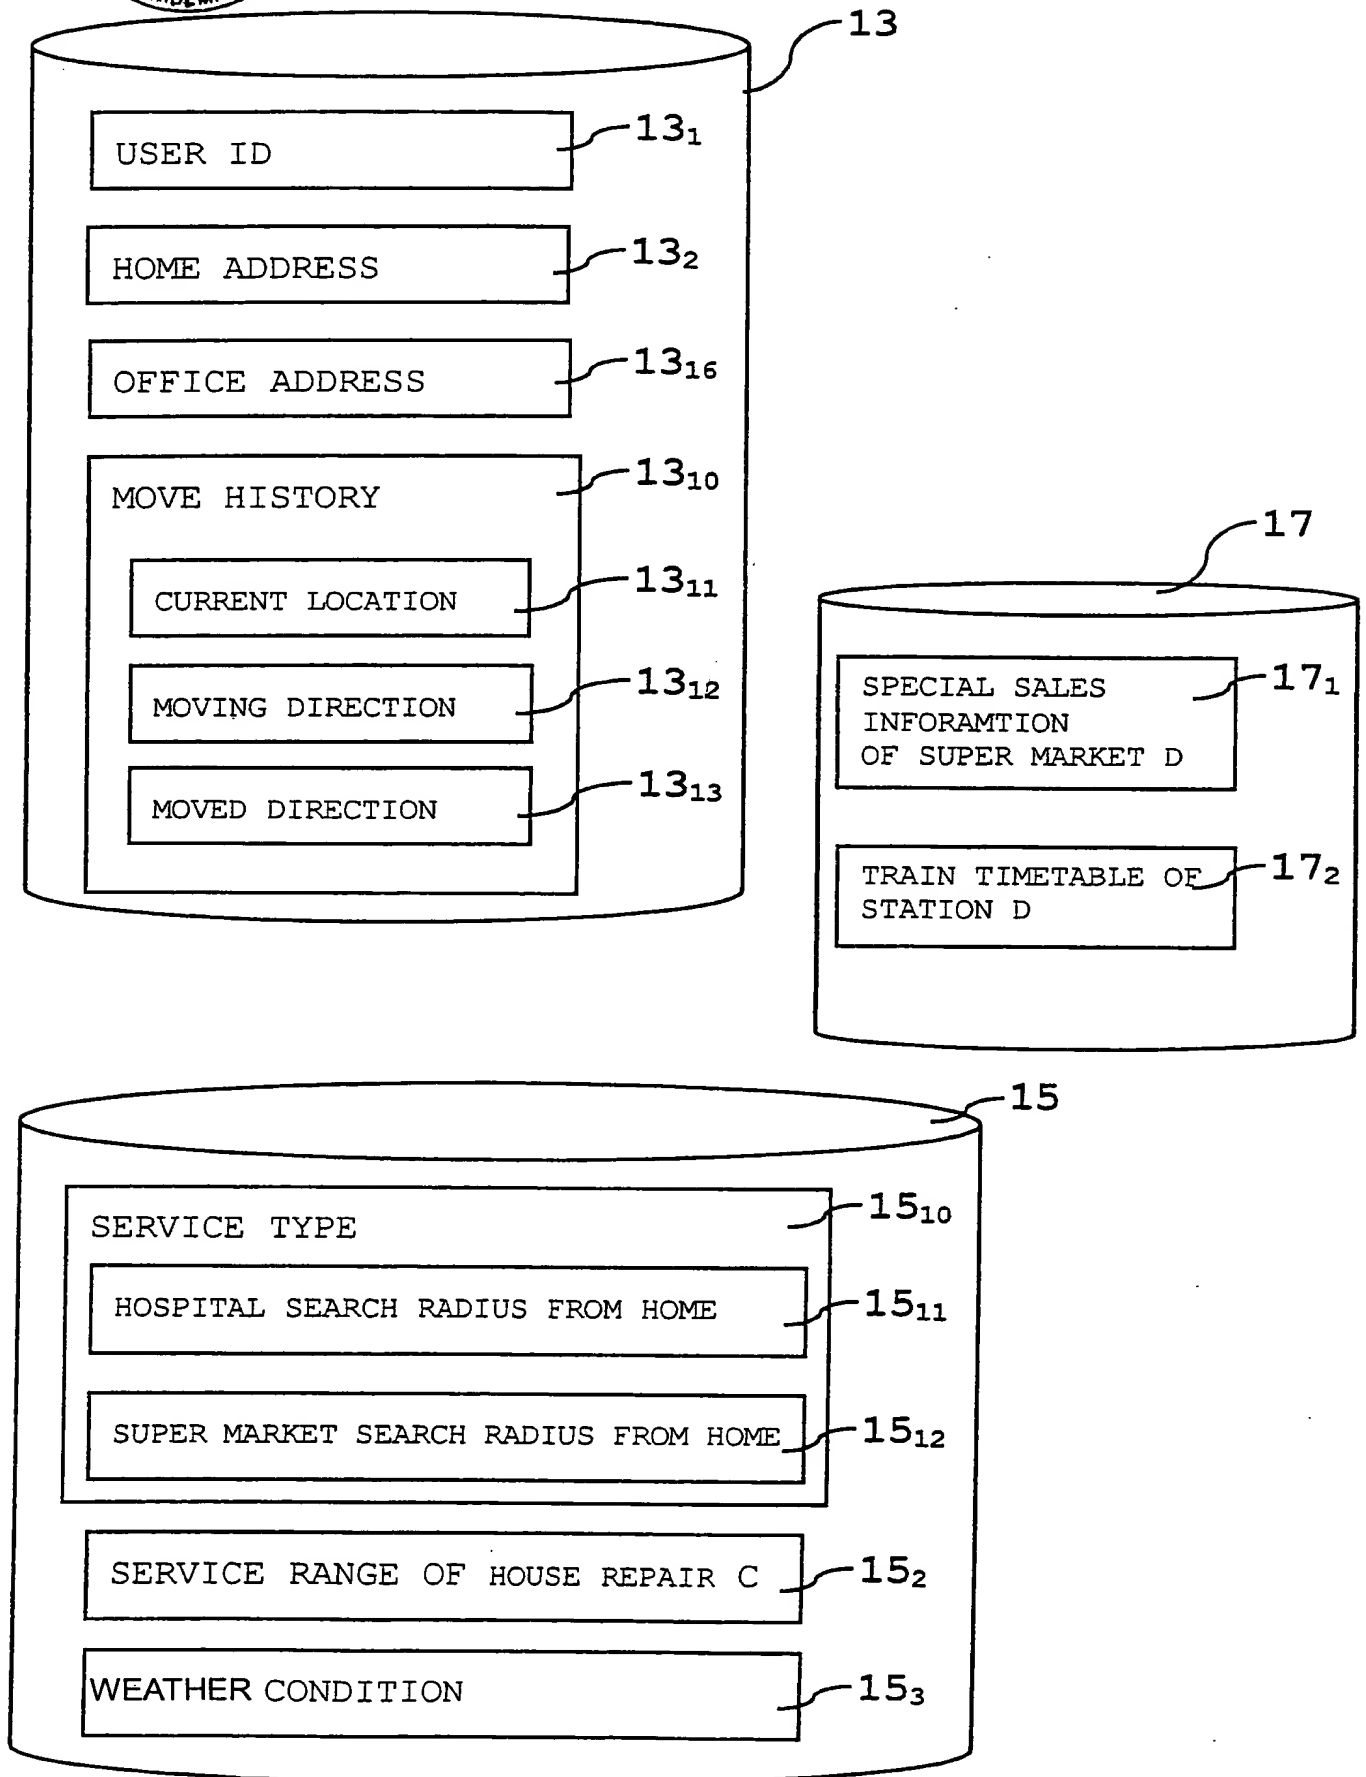 13
USER ID 13₁
HOME ADDRESS 13₂
OFFICE ADDRESS 13₁₆
MOVE HISTORY 13₁₀
CURRENT LOCATION 13₁₁
MOVING DIRECTION 13₁₂
MOVED DIRECTION 13₁₃
17
SPECIAL SALES 17₁
INFORAMTION
OF SUPER MARKET D
TRAIN TIMETABLE OF 17₂
STATION D
15
SERVICE TYPE 15₁₀
HOSPITAL SEARCH RADIUS FROM HOME 15₁₁
SUPER MARKET SEARCH RADIUS FROM HOME 15₁₂
SERVICE RANGE OF HOUSE REPAIR C 15₂
WEATHER CONDITION 15₃